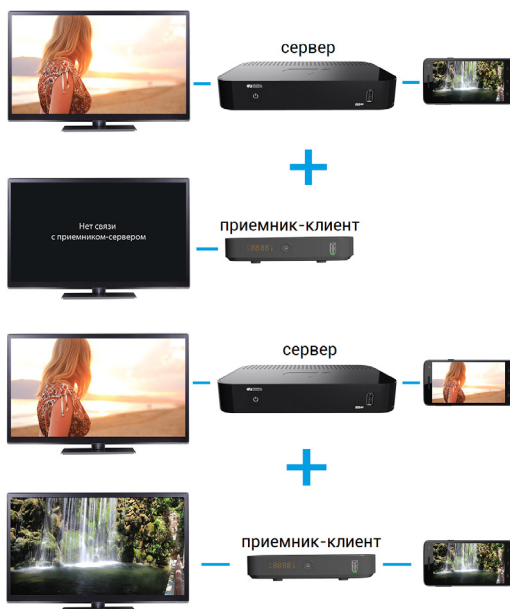 сервер
Нет связи
с приемником-сервером
приемник-клиент
сервер
приемник-клиент